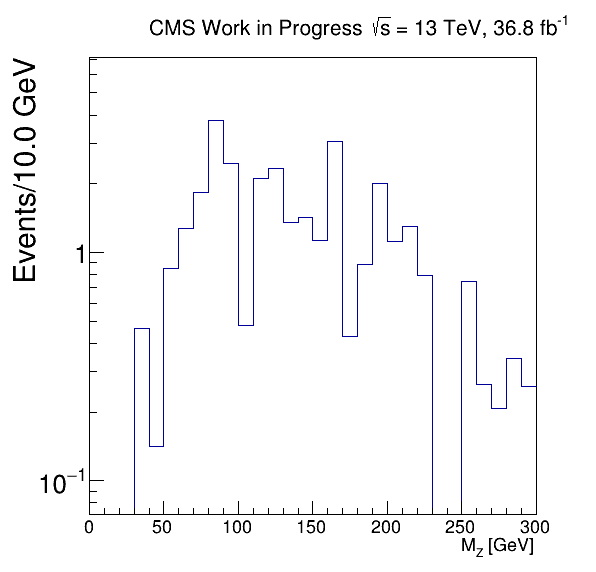 CMS Work in Progress √s = 13 TeV, 36.8 fb⁻¹
Events/10.0 GeV
1
10⁻¹
0 50 100 150 200 250 300
M_Z [GeV]